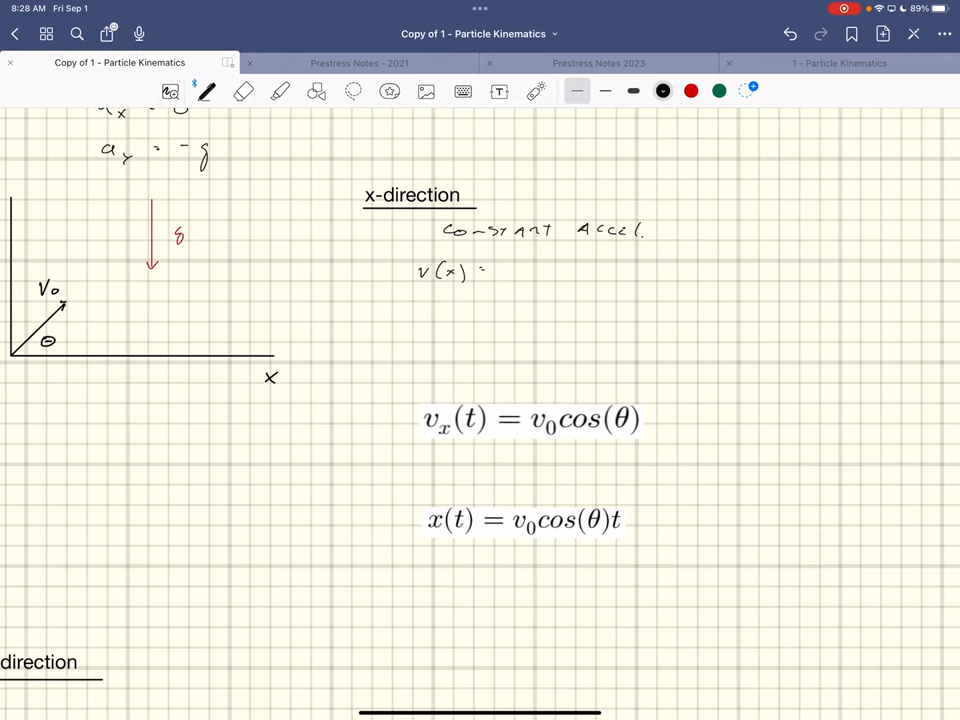 8:28 AM Fri Sep 1
89%
Copy of 1 - Particle Kinematics
Copy of 1 - Particle Kinematics
Prestress Notes - 2021
Prestress Notes 2023
1 - Particle Kinematics
T
a_y = -g
x-direction
CONSTANT ACCEL.
g
v(x) =
V₀
θ
x
v_x(t) = v_0cos(θ)
x(t) = v_0cos(θ)t
direction